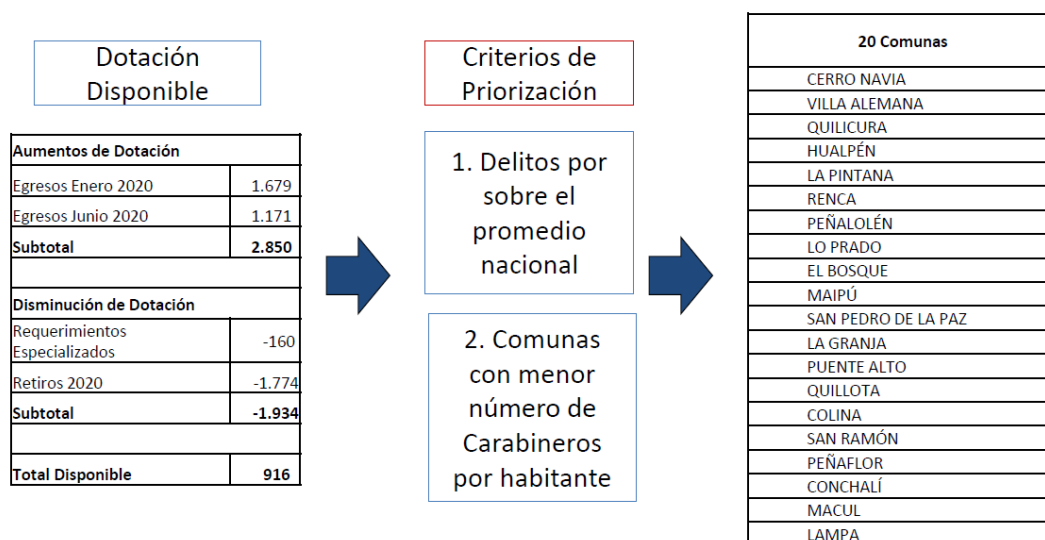 Dotación
Disponible
Aumentos de Dotación
Egresos Enero 2020 1.679
Egresos Junio 2020 1.171
Subtotal 2.850
Disminución de Dotación
Requerimientos
Especializados -160
Retiros 2020 -1.774
Subtotal -1.934
Total Disponible 916
Criterios de
Priorización
1. Delitos por
sobre el
promedio
nacional
2. Comunas
con menor
número de
Carabineros
por habitante
20 Comunas
CERRO NAVIA
VILLA ALEMANA
QUILICURA
HUALPÉN
LA PINTANA
RENCA
PEÑALOLÉN
LO PRADO
EL BOSQUE
MAIPÚ
SAN PEDRO DE LA PAZ
LA GRANJA
PUENTE ALTO
QUILLOTA
COLINA
SAN RAMÓN
PEÑAFLOR
CONCHALÍ
MACUL
LAMPA